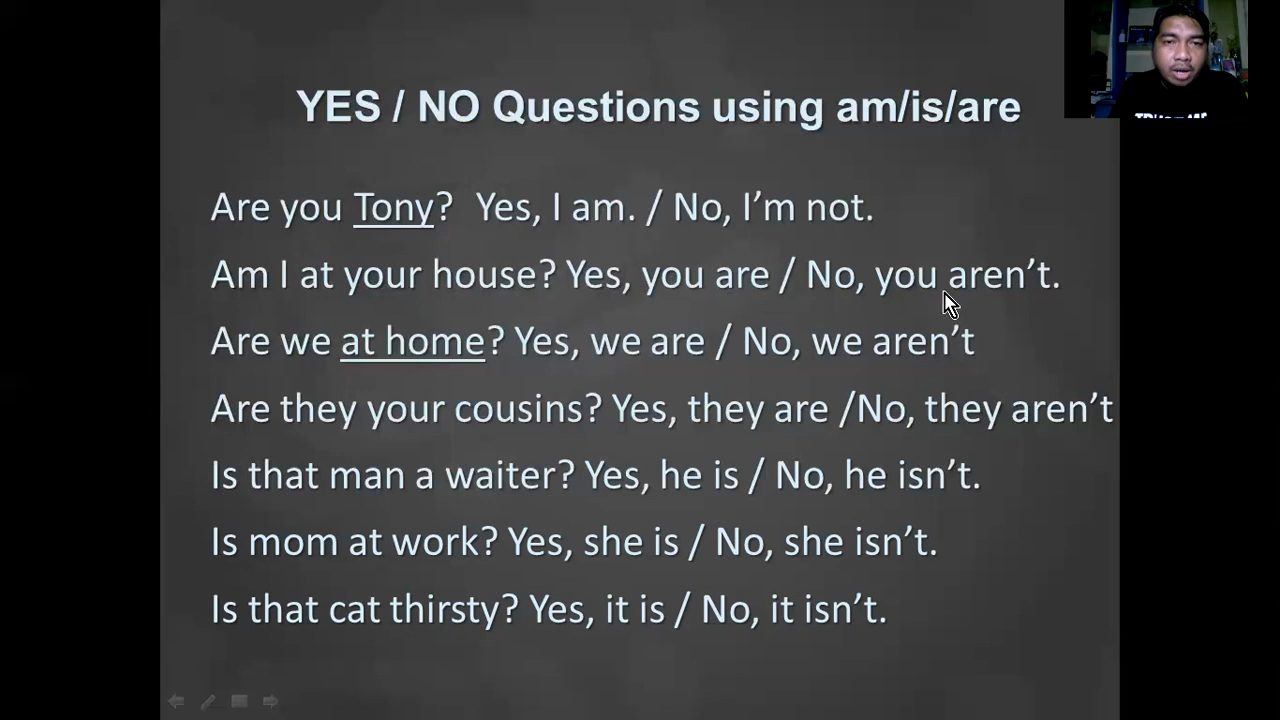 YES / NO Questions using am/is/are
Are you Tony? Yes, I am. / No, I’m not.
Am I at your house? Yes, you are / No, you aren’t.
Are we at home? Yes, we are / No, we aren’t
Are they your cousins? Yes, they are /No, they aren’t
Is that man a waiter? Yes, he is / No, he isn’t.
Is mom at work? Yes, she is / No, she isn’t.
Is that cat thirsty? Yes, it is / No, it isn’t.